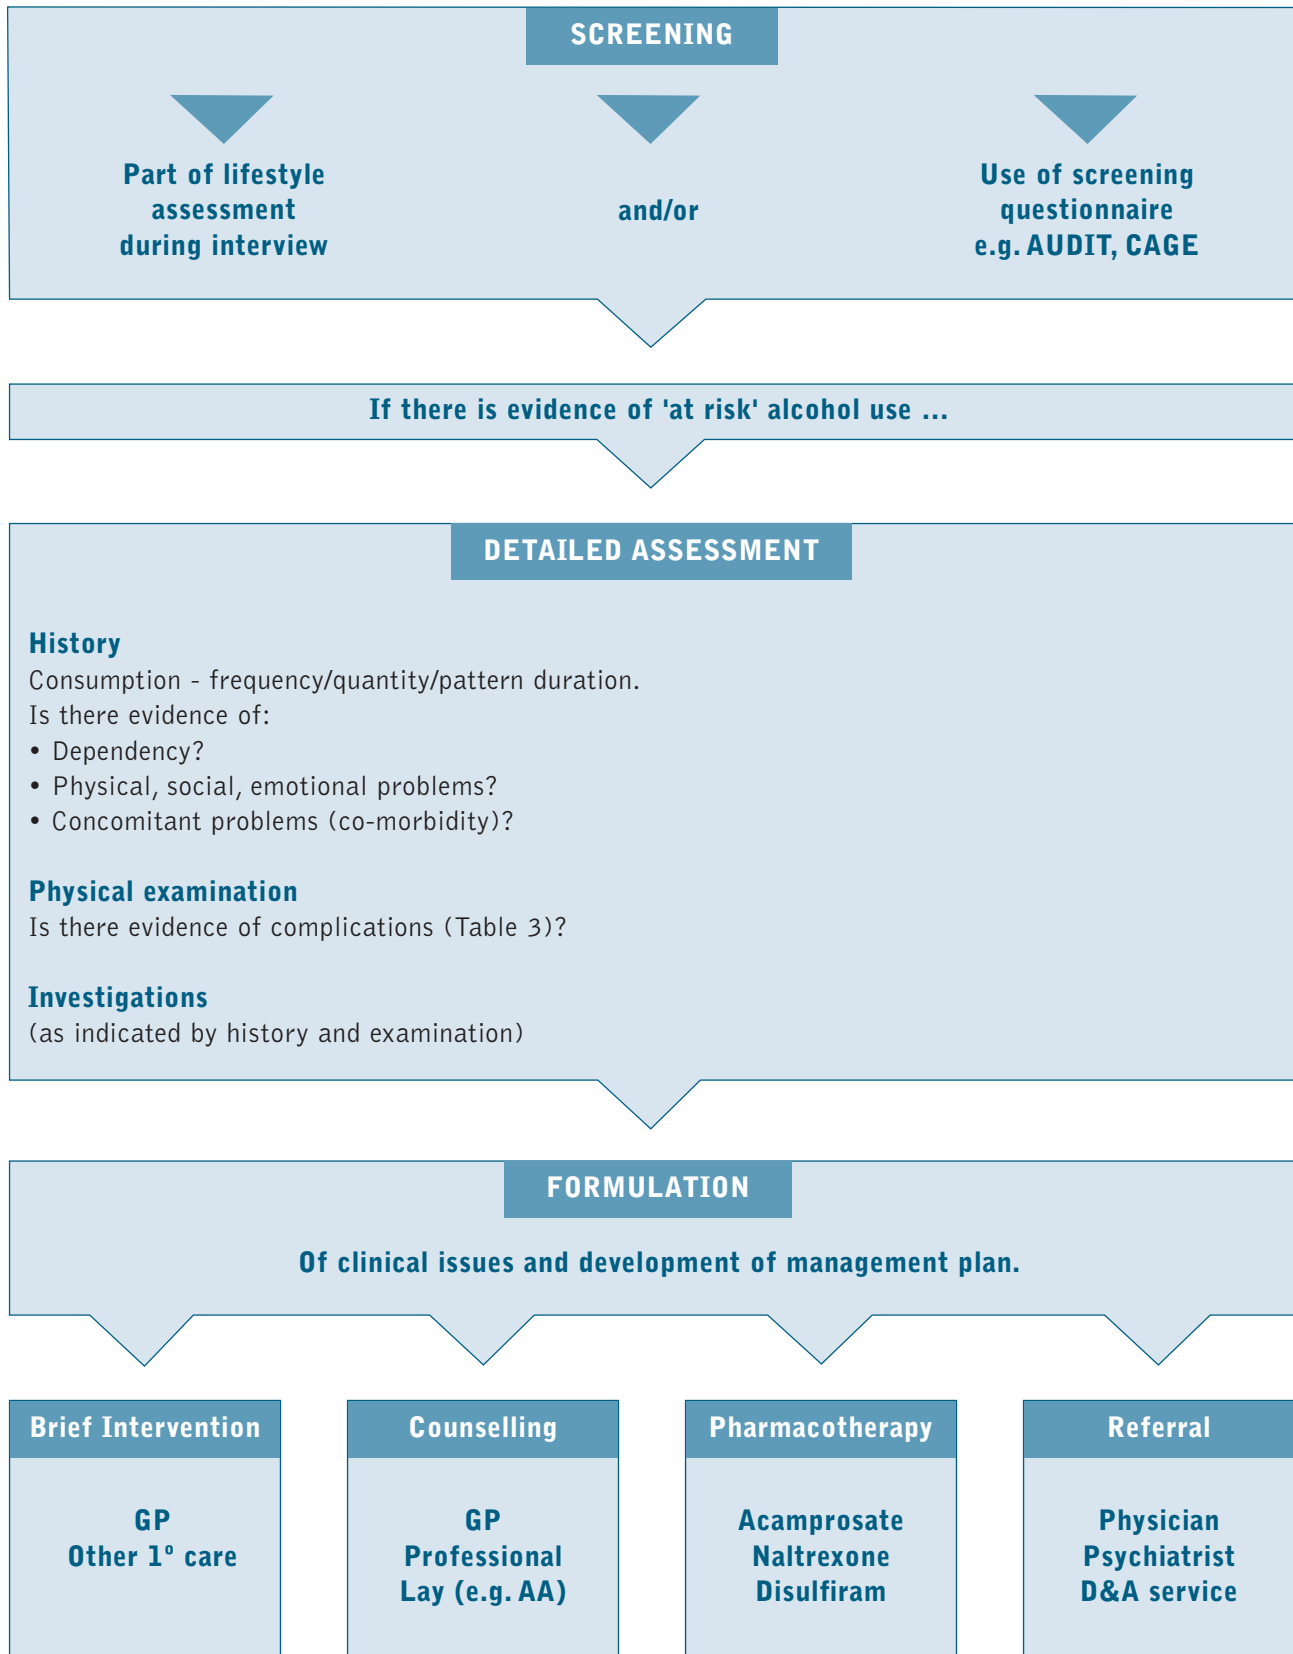 SCREENING
Part of lifestyle
assessment
during interview
and/or
Use of screening
questionnaire
e.g. AUDIT, CAGE
If there is evidence of 'at risk' alcohol use ...
DETAILED ASSESSMENT
History
Consumption - frequency/quantity/pattern duration.
Is there evidence of:
• Dependency?
• Physical, social, emotional problems?
• Concomitant problems (co-morbidity)?
Physical examination
Is there evidence of complications (Table 3)?
Investigations
(as indicated by history and examination)
FORMULATION
Of clinical issues and development of management plan.
Brief Intervention
GP
Other 1º care
Counselling
GP
Professional
Lay (e.g. AA)
Pharmacotherapy
Acamprosate
Naltrexone
Disulfiram
Referral
Physician
Psychiatrist
D&A service